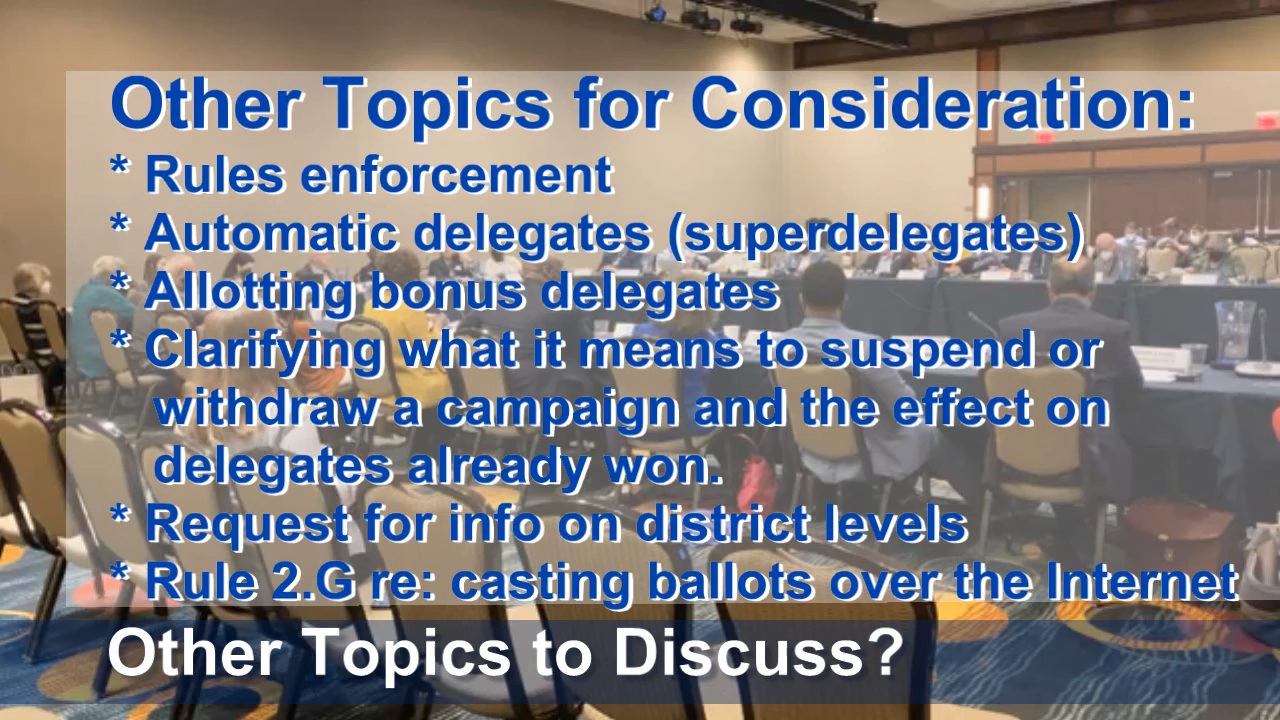 Other Topics for Consideration:
* Rules enforcement
* Automatic delegates (superdelegates)
* Allotting bonus delegates
* Clarifying what it means to suspend or
withdraw a campaign and the effect on
delegates already won.
* Request for info on district levels
* Rule 2.G re: casting ballots over the Internet
Other Topics to Discuss?